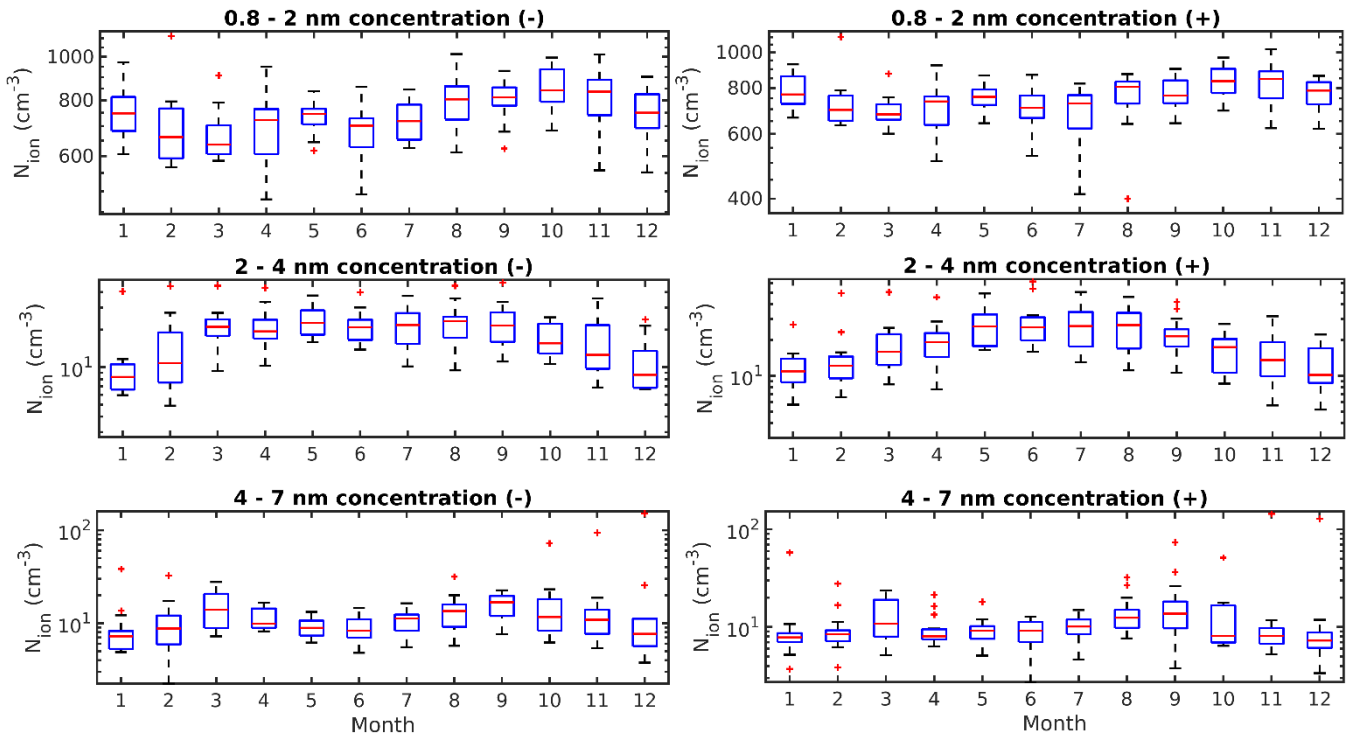 0.8 - 2 nm concentration (-)
N_ion (cm^-3)
1000
800
600
1 2 3 4 5 6 7 8 9 10 11 12
0.8 - 2 nm concentration (+)
N_ion (cm^-3)
1000
800
600
400
1 2 3 4 5 6 7 8 9 10 11 12
2 - 4 nm concentration (-)
N_ion (cm^-3)
10^1
1 2 3 4 5 6 7 8 9 10 11 12
2 - 4 nm concentration (+)
N_ion (cm^-3)
10^1
1 2 3 4 5 6 7 8 9 10 11 12
4 - 7 nm concentration (-)
N_ion (cm^-3)
10^2
10^1
1 2 3 4 5 6 7 8 9 10 11 12
Month
4 - 7 nm concentration (+)
N_ion (cm^-3)
10^2
10^1
1 2 3 4 5 6 7 8 9 10 11 12
Month